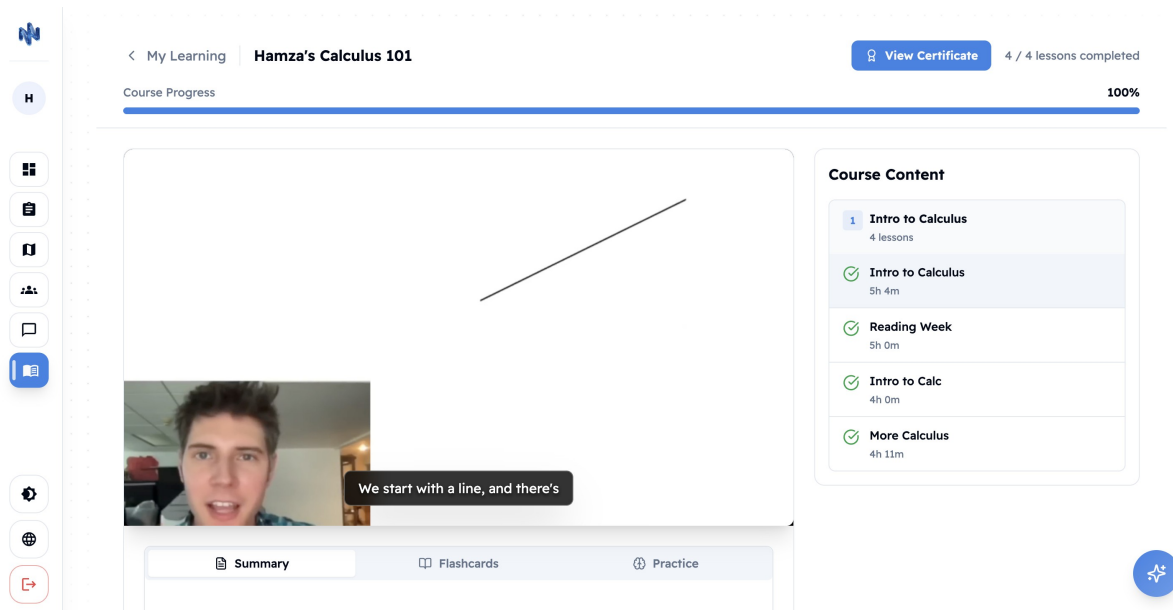 My Learning
Hamza's Calculus 101
View Certificate
4 / 4 lessons completed
Course Progress
100%
H
We start with a line, and there's
Summary
Flashcards
Practice
Course Content
1
Intro to Calculus
4 lessons
Intro to Calculus
5h 4m
Reading Week
5h 0m
Intro to Calc
4h 0m
More Calculus
4h 11m